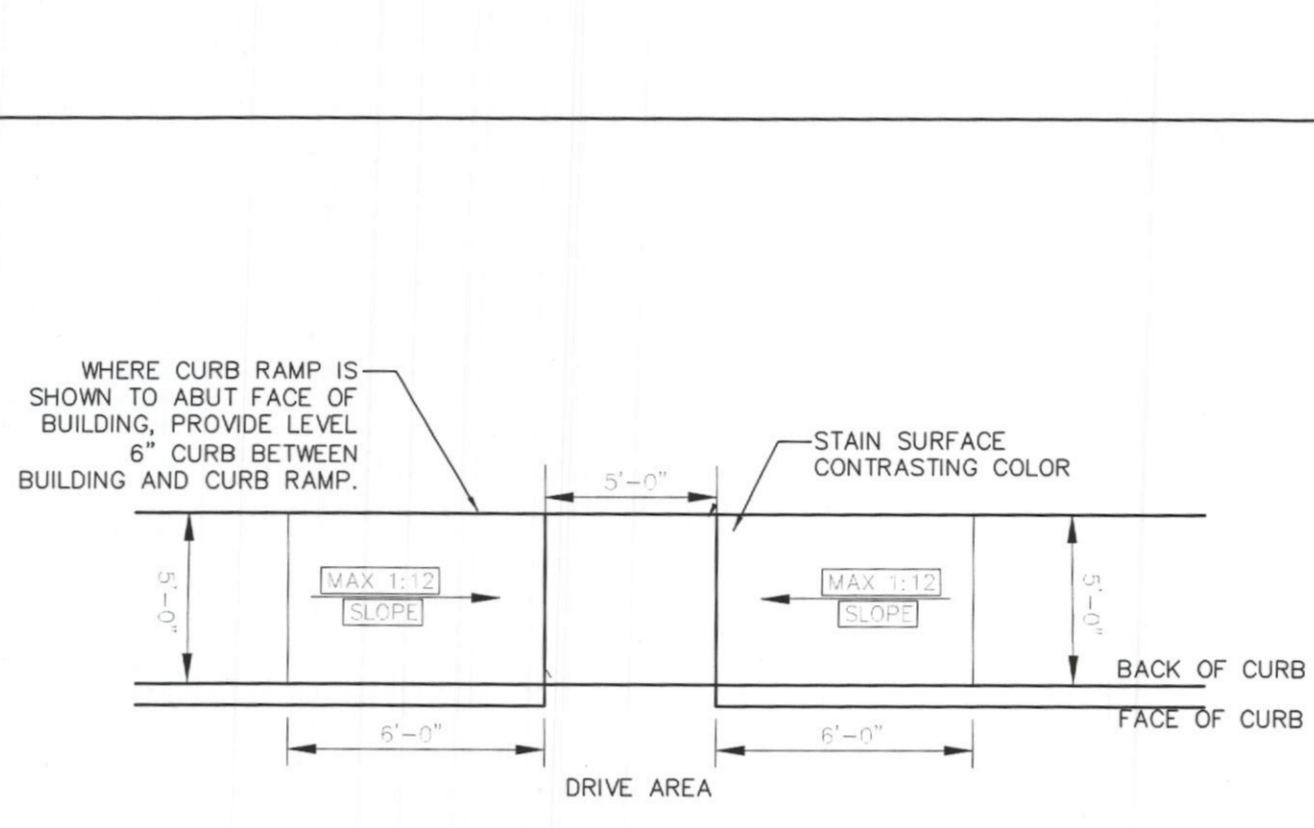 WHERE CURB RAMP IS
SHOWN TO ABUT FACE OF
BUILDING, PROVIDE LEVEL
6" CURB BETWEEN
BUILDING AND CURB RAMP.
STAIN SURFACE
CONTRASTING COLOR
5'-0"
5'-0"
MAX 1:12
SLOPE
MAX 1:12
SLOPE
5'-0"
BACK OF CURB
FACE OF CURB
6'-0"
6'-0"
DRIVE AREA